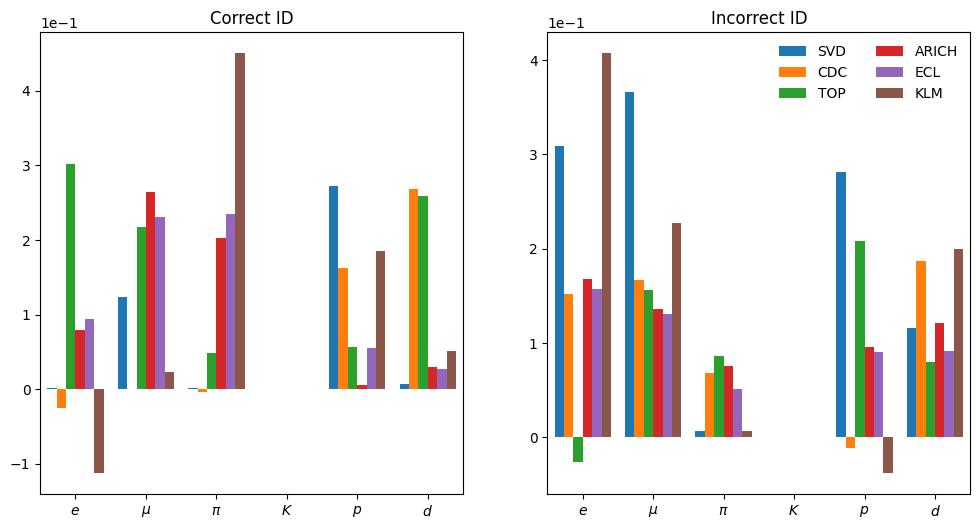 Correct ID
1e−1
4
3
2
1
0
−1
e
μ
π
K
p
d
Incorrect ID
1e−1
SVD
CDC
TOP
ARICH
ECL
KLM
4
3
2
1
0
e
μ
π
K
p
d